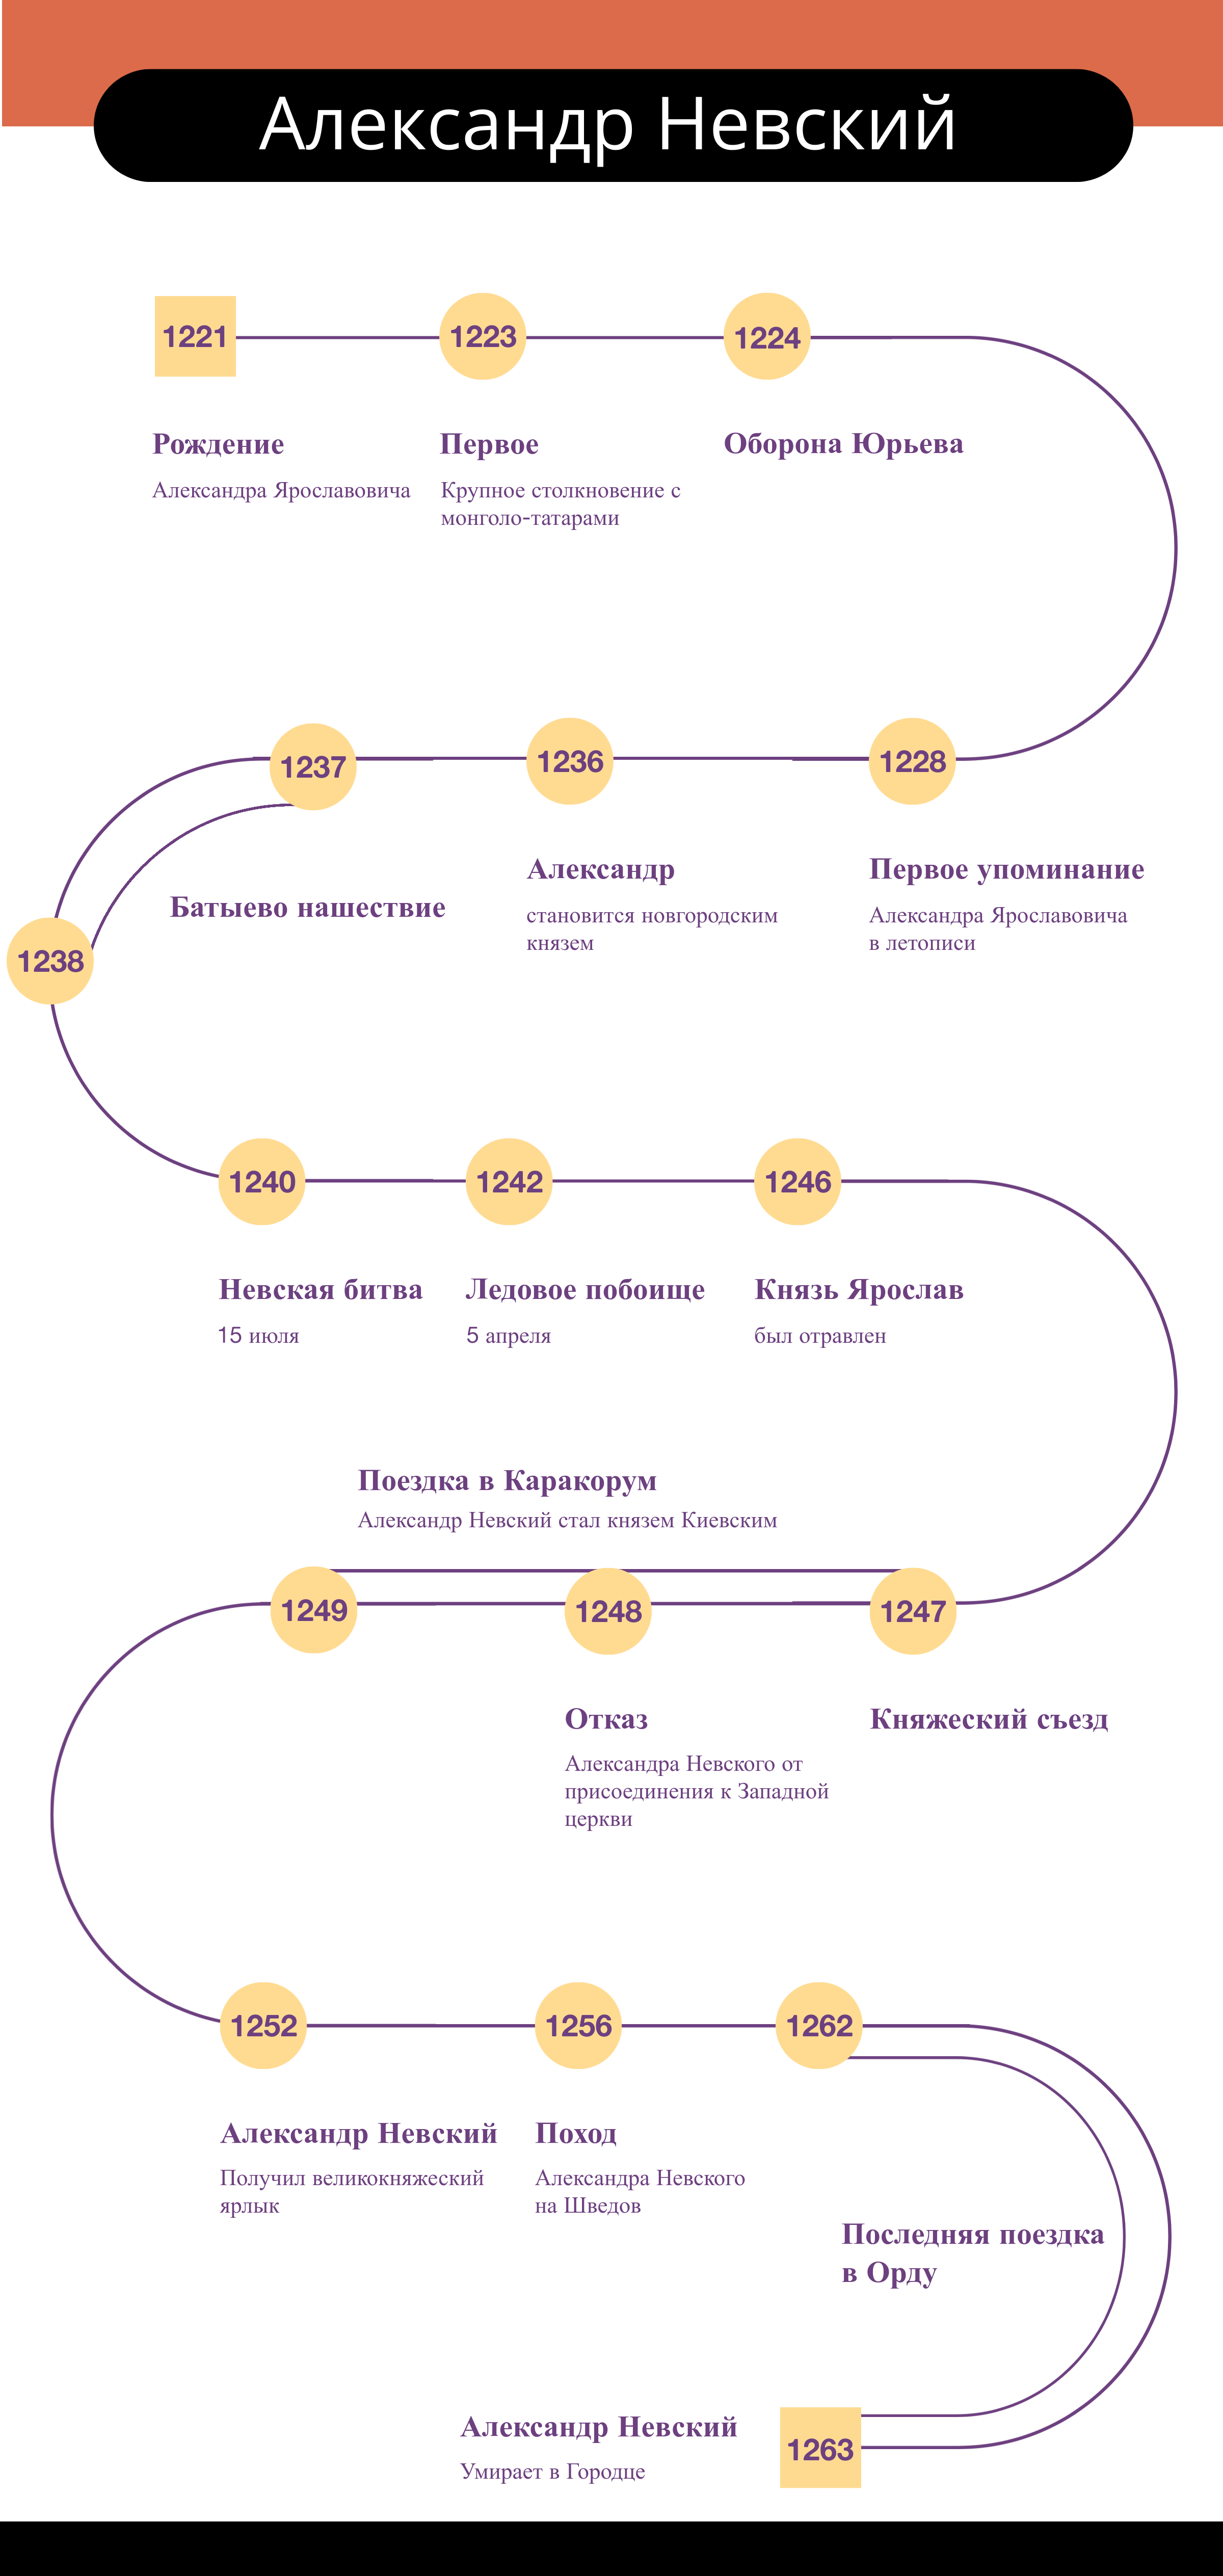 Александр Невский
1221
1223
1224
Рождение
Александра Ярославовича
Первое
Крупное столкновение с
монголо-татарами
Оборона Юрьева
1237
1236
1228
Батыево нашествие
Александр
становится новгородским
князем
Первое упоминание
Александра Ярославовича
в летописи
1238
1240
1242
1246
Невская битва
15 июля
Ледовое побоище
5 апреля
Князь Ярослав
был отравлен
Поездка в Каракорум
Александр Невский стал князем Киевским
1249
1248
1247
Отказ
Александра Невского от
присоединения к Западной
церкви
Княжеский съезд
1252
1256
1262
Александр Невский
Получил великокняжеский
ярлык
Поход
Александра Невского
на Шведов
Последняя поездка
в Орду
Александр Невский
Умирает в Городце
1263